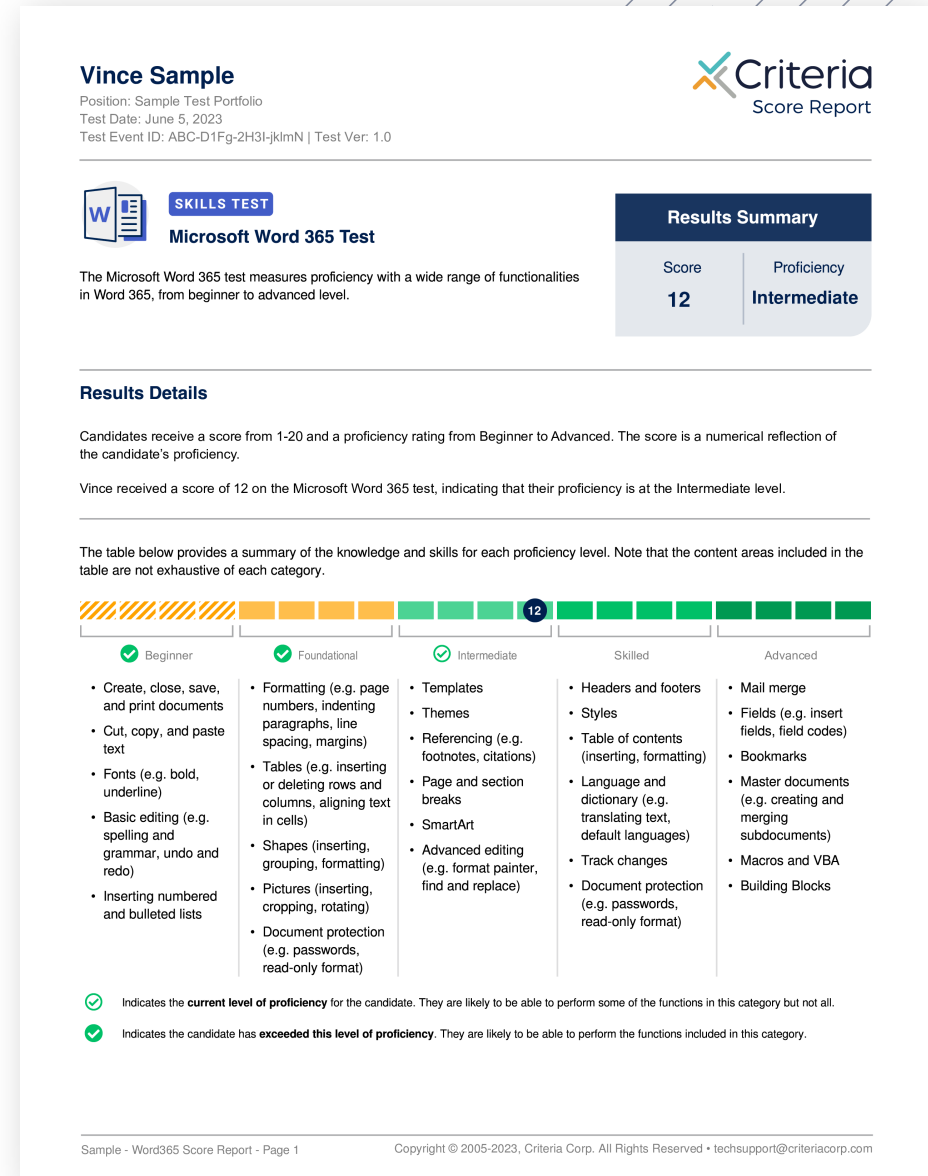 Vince Sample
Position: Sample Test Portfolio
Test Date: June 5, 2023
Test Event ID: ABC-D1Fg-2H3I-jklmN | Test Ver: 1.0
Criteria
Score Report
W
SKILLS TEST
Microsoft Word 365 Test
The Microsoft Word 365 test measures proficiency with a wide range of functionalities
in Word 365, from beginner to advanced level.
Results Summary
Score
12
Proficiency
Intermediate
Results Details
Candidates receive a score from 1-20 and a proficiency rating from Beginner to Advanced. The score is a numerical reflection of
the candidate's proficiency.
Vince received a score of 12 on the Microsoft Word 365 test, indicating that their proficiency is at the Intermediate level.
The table below provides a summary of the knowledge and skills for each proficiency level. Note that the content areas included in the
table are not exhaustive of each category.
12
Beginner
• Create, close, save,
and print documents
• Cut, copy, and paste
text
• Fonts (e.g. bold,
underline)
• Basic editing (e.g.
spelling and
grammar, undo and
redo)
• Inserting numbered
and bulleted lists
Foundational
• Formatting (e.g. page
numbers, indenting
paragraphs, line
spacing, margins)
• Tables (e.g. inserting
or deleting rows and
columns, aligning text
in cells)
• Shapes (inserting,
grouping, formatting)
• Pictures (inserting,
cropping, rotating)
• Document protection
(e.g. passwords,
read-only format)
Intermediate
• Templates
• Themes
• Referencing (e.g.
footnotes, citations)
• Page and section
breaks
• SmartArt
• Advanced editing
(e.g. format painter,
find and replace)
Skilled
• Headers and footers
• Styles
• Table of contents
(inserting, formatting)
• Language and
dictionary (e.g.
translating text,
default languages)
• Track changes
• Document protection
(e.g. passwords,
read-only format)
Advanced
• Mail merge
• Fields (e.g. insert
fields, field codes)
• Bookmarks
• Master documents
(e.g. creating and
merging
subdocuments)
• Macros and VBA
• Building Blocks
Indicates the current level of proficiency for the candidate. They are likely to be able to perform some of the functions in this category but not all.
Indicates the candidate has exceeded this level of proficiency. They are likely to be able to perform the functions included in this category.
Sample - Word365 Score Report - Page 1
Copyright © 2005-2023, Criteria Corp. All Rights Reserved • techsupport@criteriacorp.com